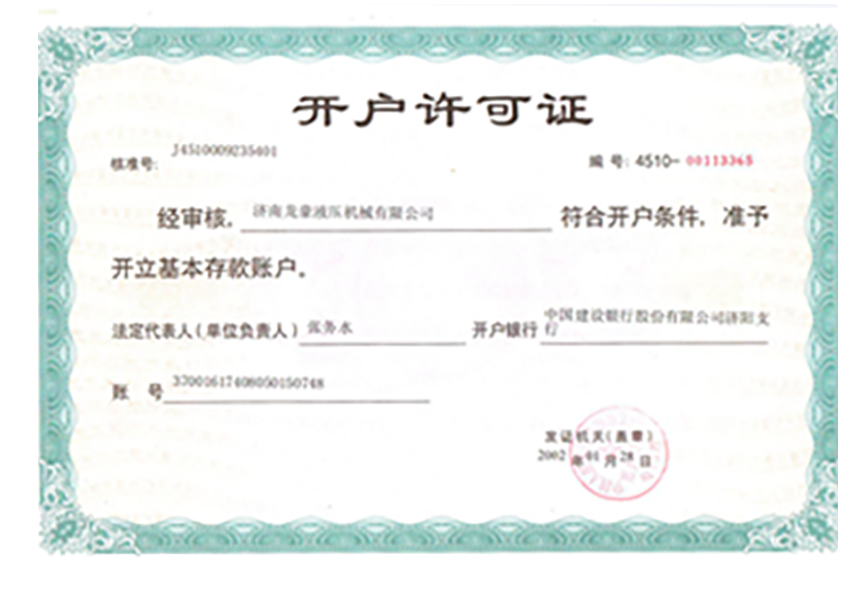 开户许可证
核准号: J4510009235401 编号: 4510-00113365
经审核, 济南龙豪液压机械有限公司 符合开户条件, 准予
开立基本存款账户。
法定代表人(单位负责人) 张务水 开户银行 中国建设银行股份有限公司济阳支
行
账 号 37001617408050150748
发证机关(盖章)
2002 年 01 月 28 日